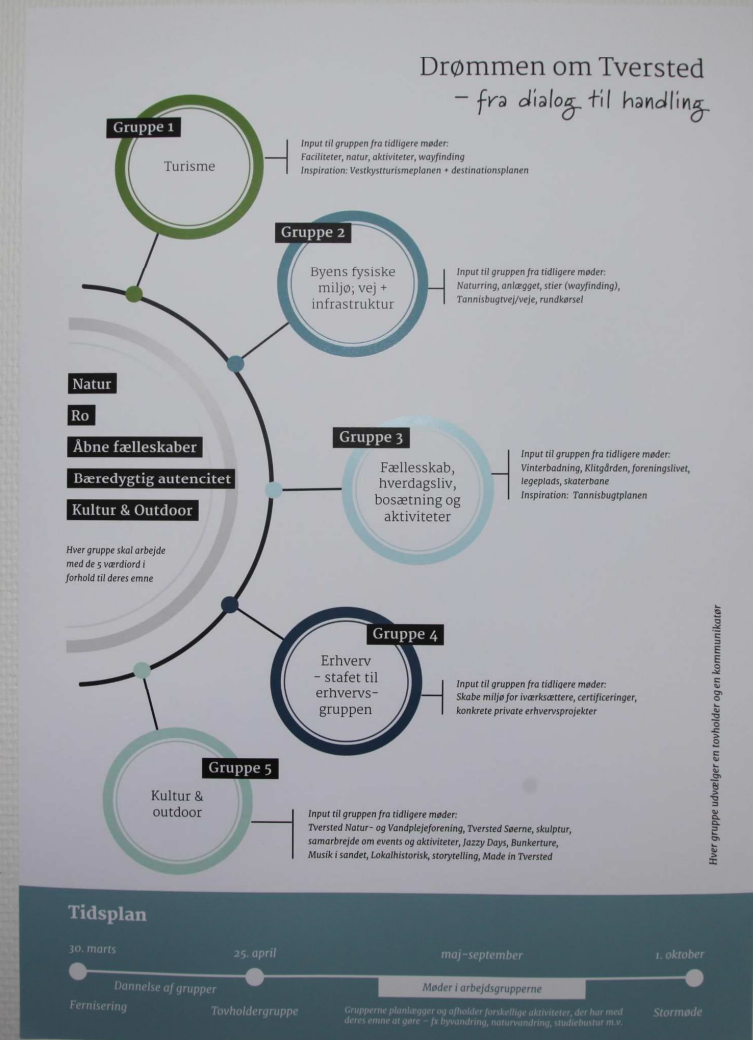 Drømmen om Tversted
– fra dialog til handling
Gruppe 1
Turisme
Input til gruppen fra tidligere møder:
Faciliteter, natur, aktiviteter, wayfinding
Inspiration: Vestkystturismeplanen + destinationsplanen
Gruppe 2
Byens fysiske
miljø; vej +
infrastruktur
Input til gruppen fra tidligere møder:
Naturring, anlægget, stier (wayfinding),
Tannisbugtvej/veje, rundkørsel
Natur
Ro
Åbne fælleskaber
Bæredygtig autencitet
Kultur & Outdoor
Hver gruppe skal arbejde
med de 5 værdiord i
forhold til deres emne
Gruppe 3
Fællesskab,
hverdagsliv,
bosætning og
aktiviteter
Input til gruppen fra tidligere møder:
Vinterbadning, Klitgården, foreningslivet,
legeplads, skaterbane
Inspiration: Tannisbugtplanen
Gruppe 4
Erhverv
– stafet til
erhvervs-
gruppen
Input til gruppen fra tidligere møder:
Skabe miljø for iværksættere, certificeringer,
konkrete private erhvervsprojekter
Gruppe 5
Kultur &
outdoor
Input til gruppen fra tidligere møder:
Tversted Natur- og Vandplejeforening, Tversted Søerne, skulptur,
samarbejde om events og aktiviteter, Jazzy Days, Bunkerture,
Musik i sandet, Lokalhistorisk, storytelling, Made in Tversted
Hver gruppe udvælger en tovholder og en kommunikatør
Tidsplan
30. marts
25. april
maj-september
1. oktober
Dannelse af grupper
Møder i arbejdsgrupperne
Fernisering
Tovholdergruppe
Grupperne planlægger og afholder forskellige aktiviteter, der har med
deres emne at gøre – fx byvandring, naturvandring, studiebustur m.v.
Stormøde